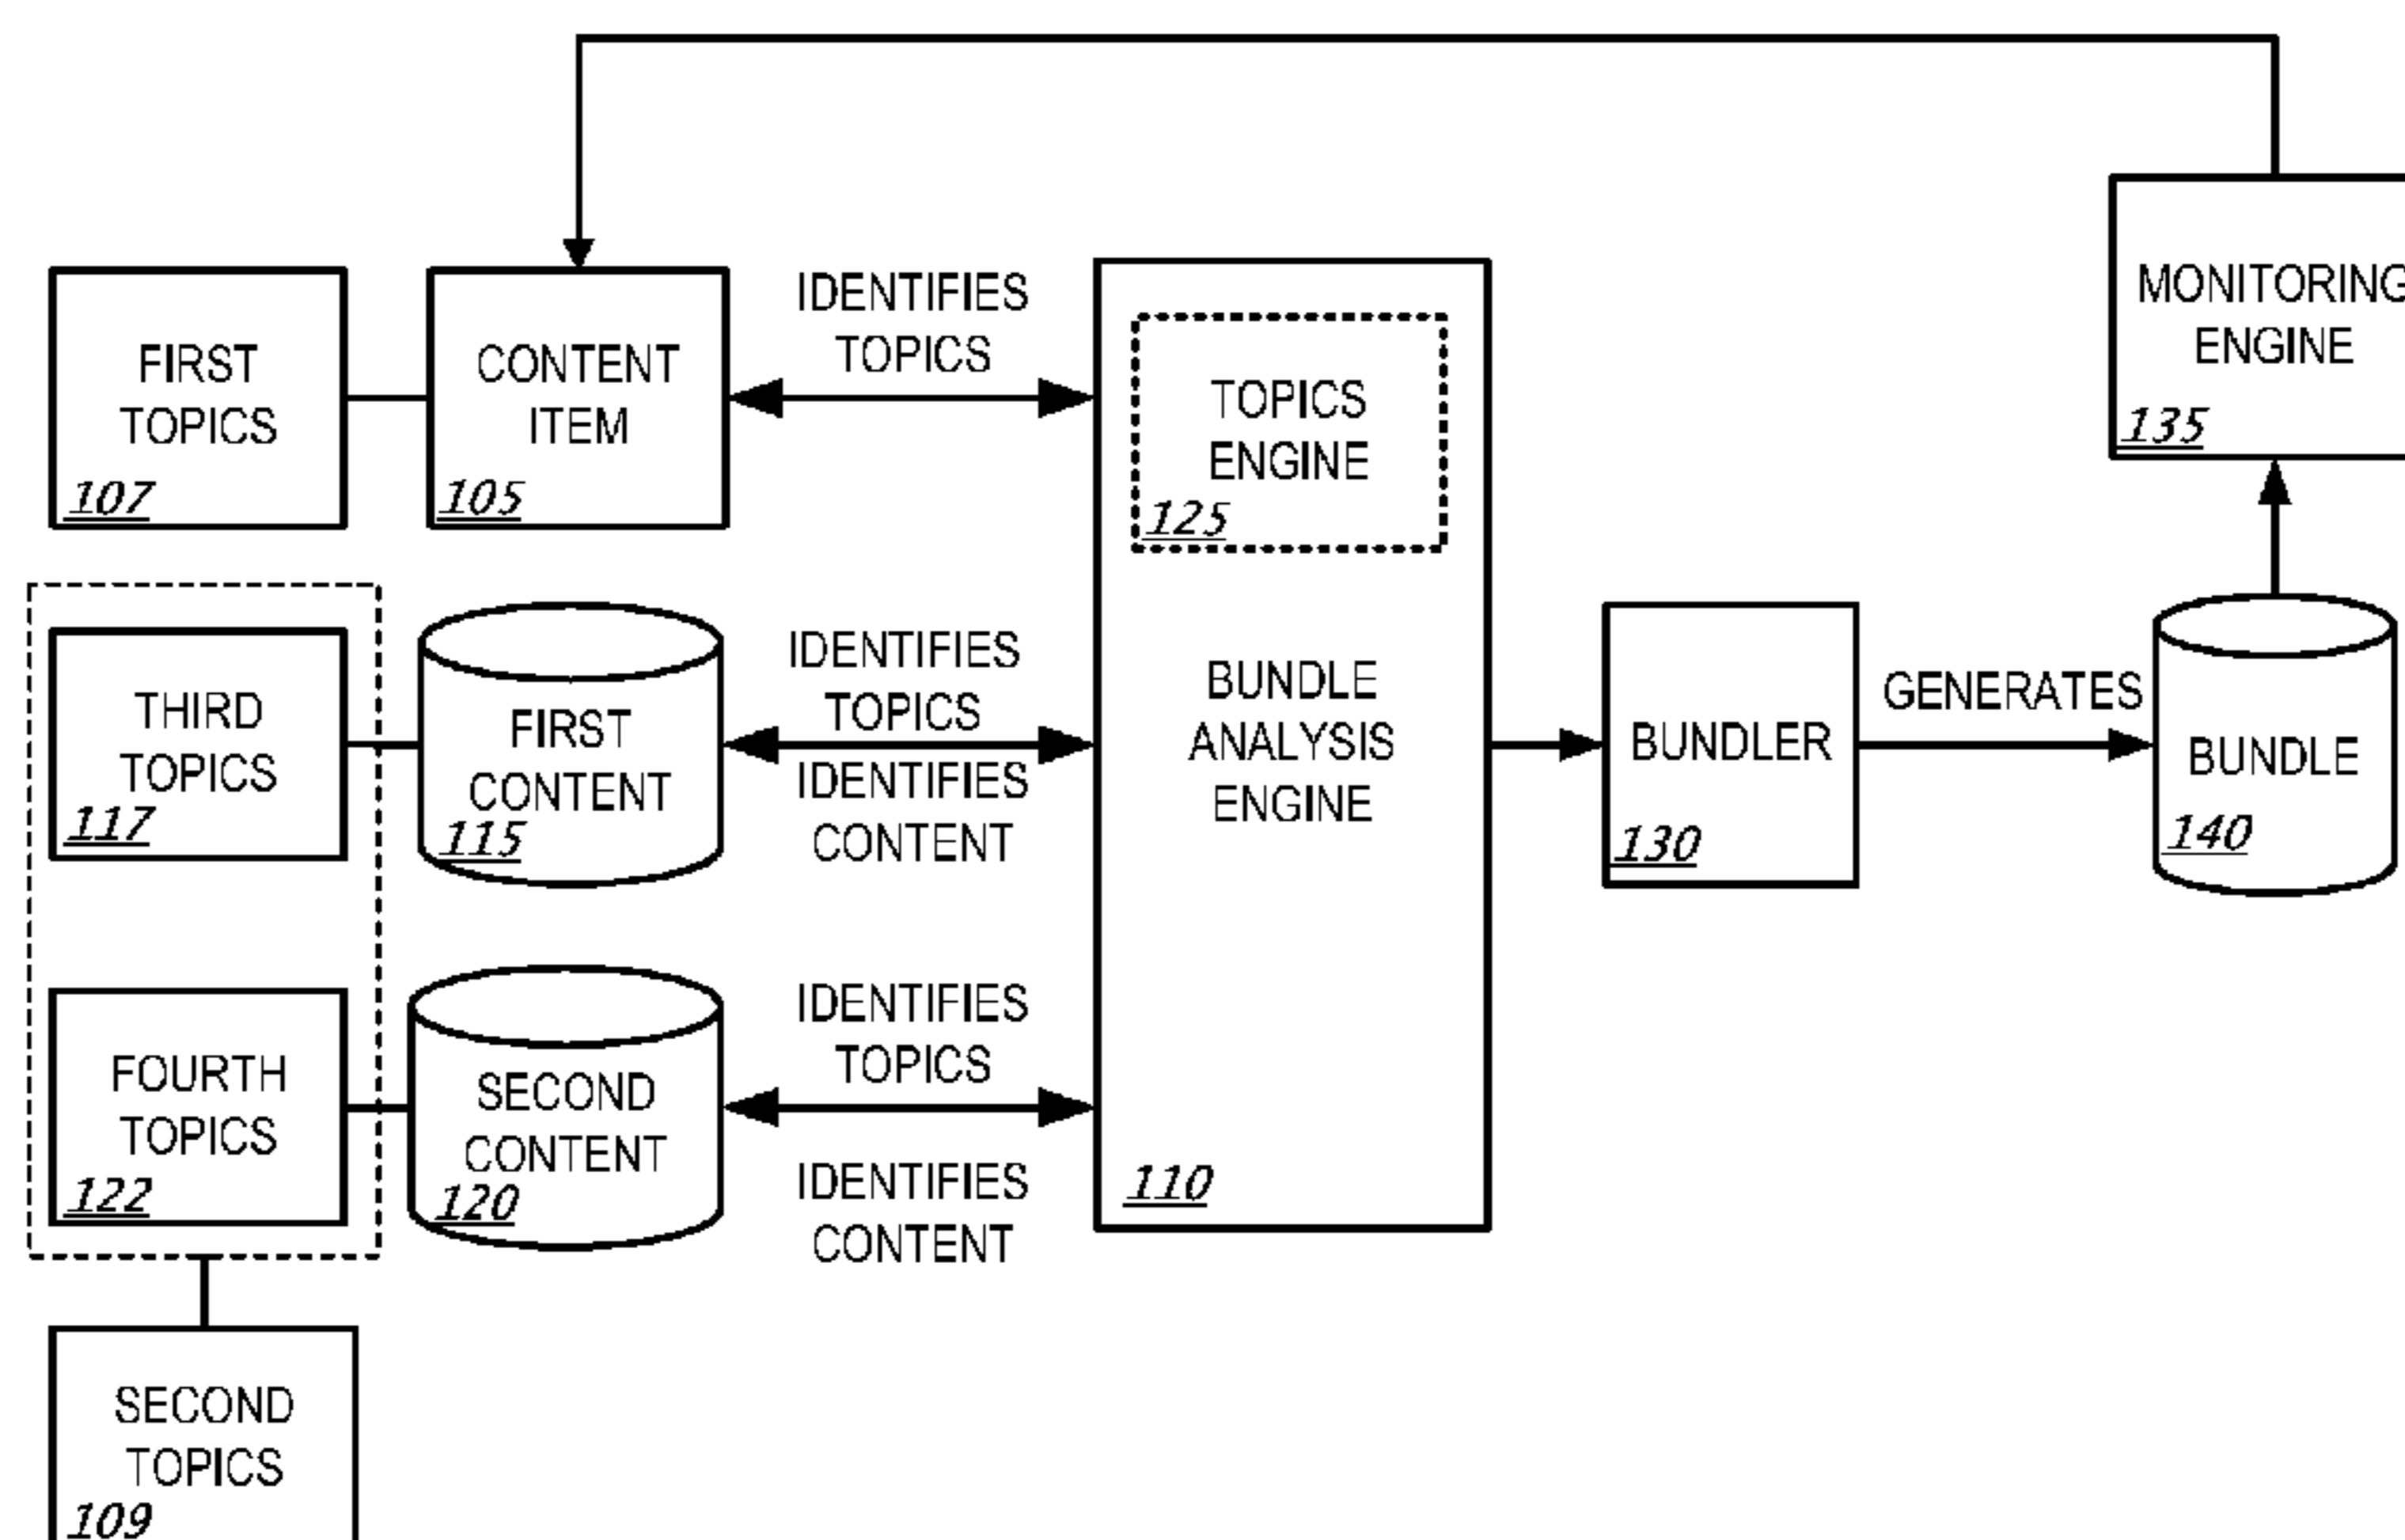 FIRST
TOPICS
107
CONTENT
ITEM
105
IDENTIFIES
TOPICS
TOPICS
ENGINE
125
MONITORING
ENGINE
135
THIRD
TOPICS
117
FIRST
CONTENT
115
IDENTIFIES
TOPICS
IDENTIFIES
CONTENT
BUNDLE
ANALYSIS
ENGINE
110
BUNDLER
130
GENERATES
BUNDLE
140
FOURTH
TOPICS
122
SECOND
CONTENT
120
IDENTIFIES
TOPICS
IDENTIFIES
CONTENT
SECOND
TOPICS
109